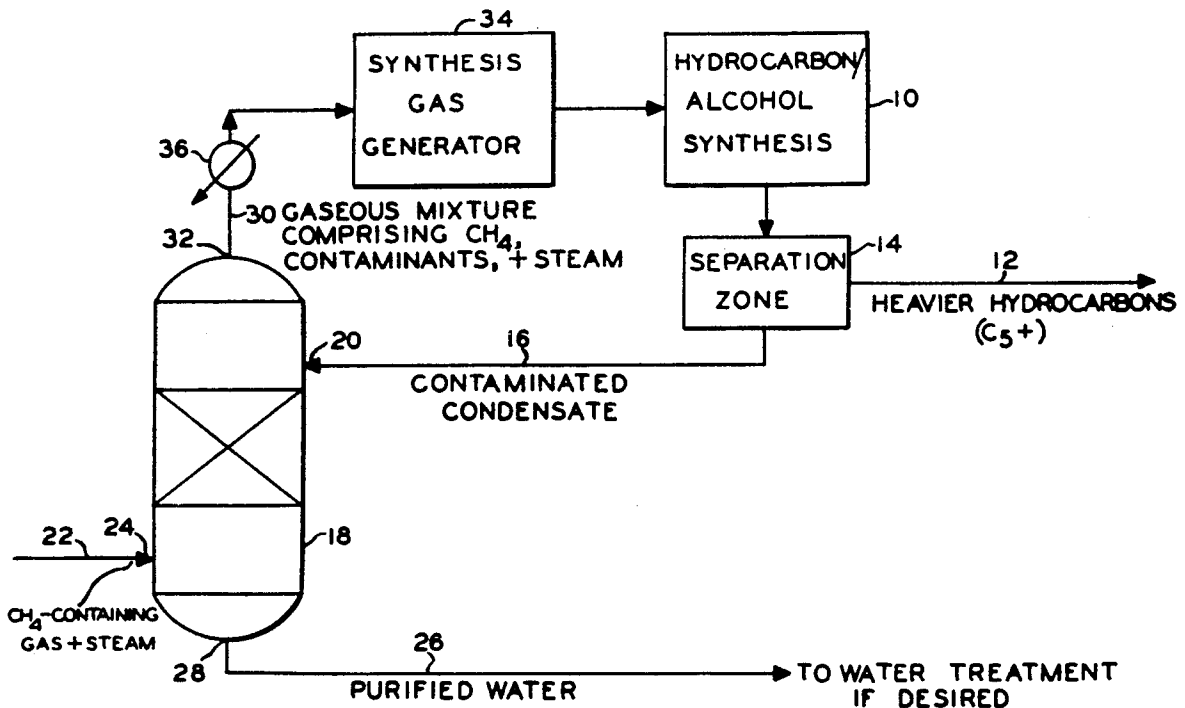 34
SYNTHESIS
GAS
GENERATOR
HYDROCARBON/
ALCOHOL
SYNTHESIS
10
36
30 GASEOUS MIXTURE
COMPRISING CH₄,
CONTAMINANTS, + STEAM
32
14
SEPARATION
ZONE
12
HEAVIER HYDROCARBONS
(C₅+)
20
16
CONTAMINATED
CONDENSATE
22
24
18
CH₄-CONTAINING
GAS+STEAM
28
26
PURIFIED WATER
TO WATER TREATMENT
IF DESIRED